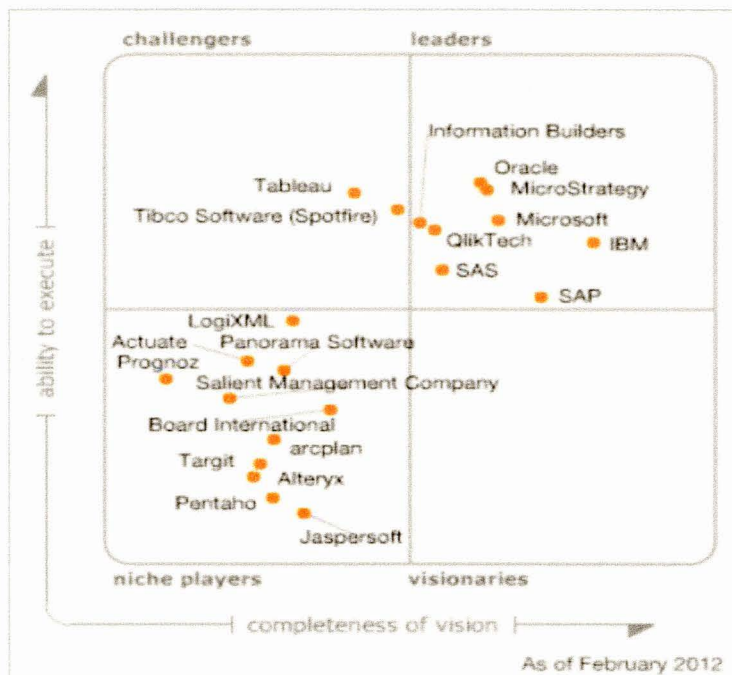 challengers
leaders
Information Builders
Oracle
Tableau
MicroStrategy
Tibco Software (Spotfire)
Microsoft
QlikTech
IBM
SAS
SAP
ability to execute
LogiXML
Actuate
Panorama Software
Prognoz
Salient Management Company
Board International
arcplan
Targit
Alteryx
Pentaho
Jaspersoft
niche players
visionaries
completeness of vision
As of February 2012